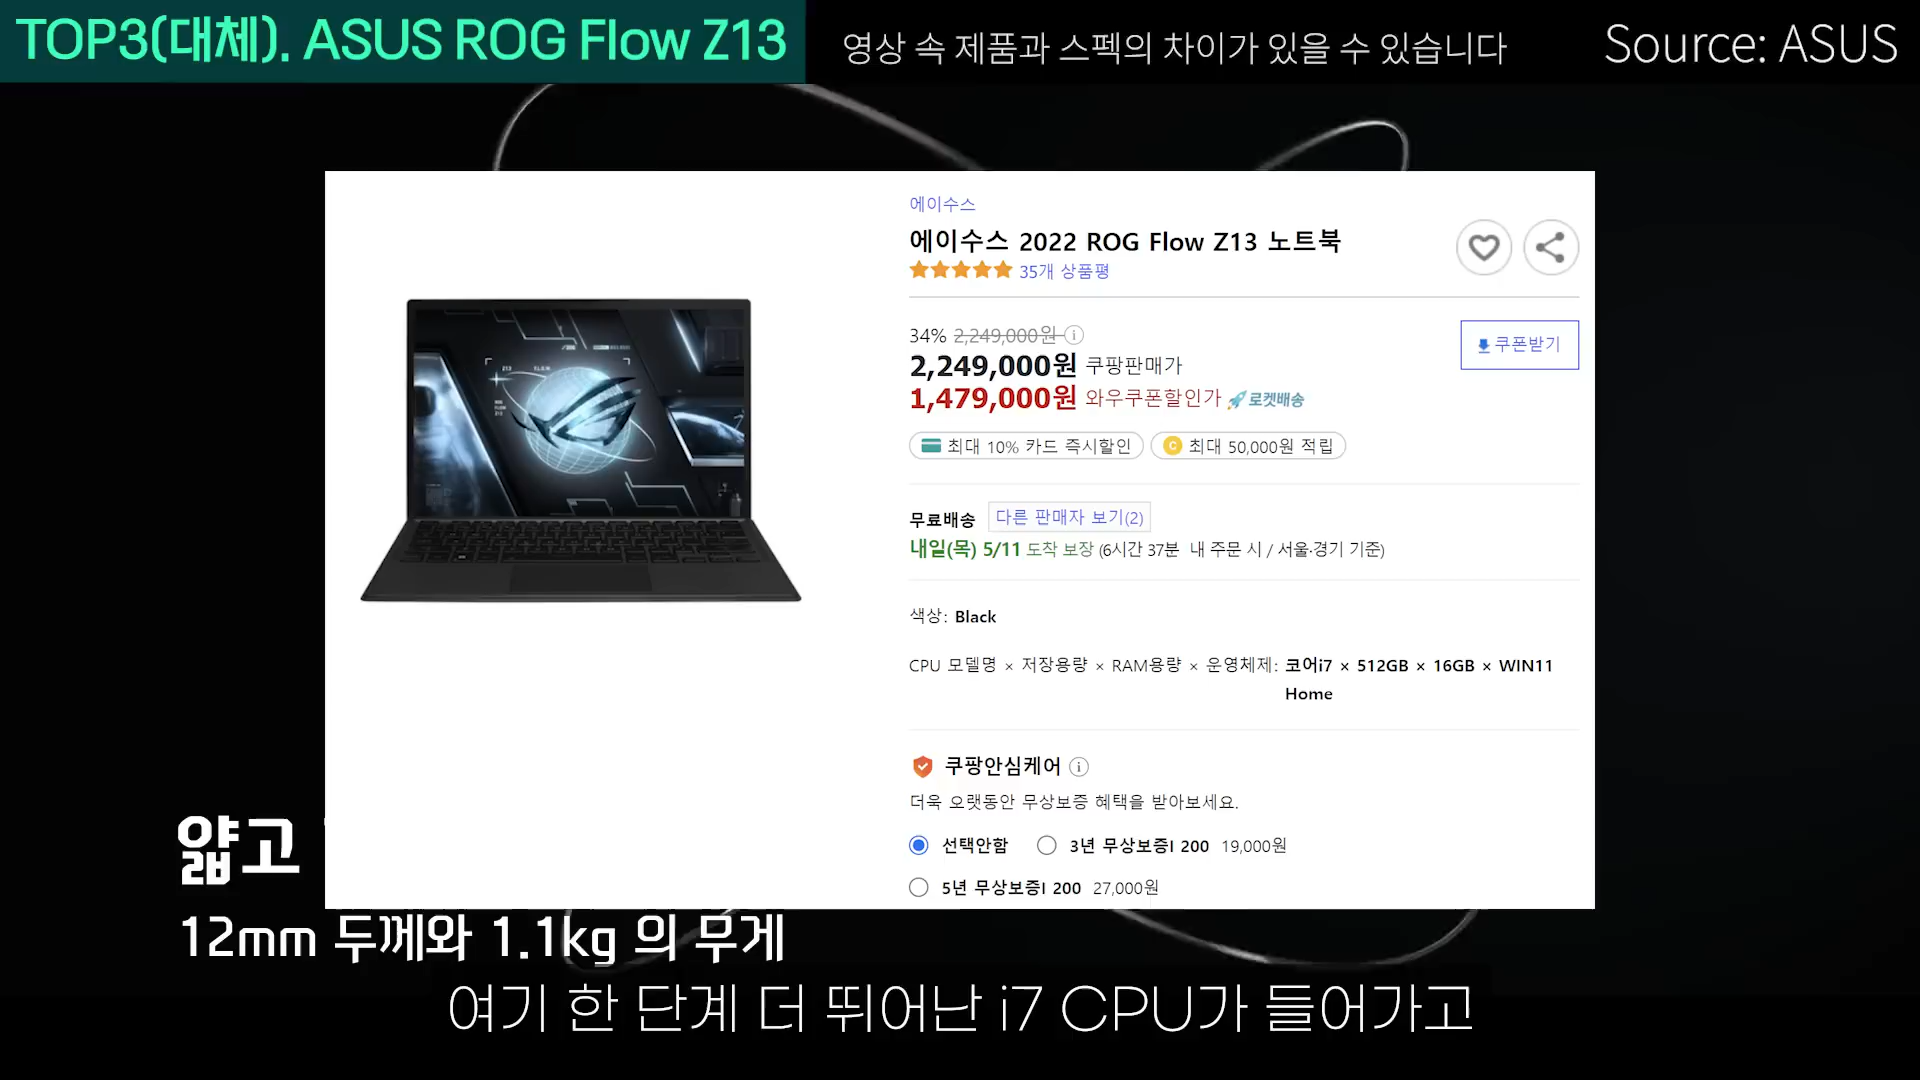 TOP3(대체). ASUS ROG Flow Z13
영상 속 제품과 스펙의 차이가 있을 수 있습니다
Source: ASUS
에이수스
에이수스 2022 ROG Flow Z13 노트북
35개 상품평
34% 2,249,000원
2,249,000원 쿠팡판매가
쿠폰받기
1,479,000원 와우쿠폰할인가 로켓배송
최대 10% 카드 즉시할인
최대 50,000원 적립
무료배송 다른 판매자 보기(2)
내일(목) 5/11 도착 보장 (6시간 37분 내 주문 시 / 서울·경기 기준)
색상: Black
CPU 모델명 × 저장용량 × RAM용량 × 운영체제: 코어i7 × 512GB × 16GB × WIN11
Home
쿠팡안심케어
더욱 오랫동안 무상보증 혜택을 받아보세요.
선택안함 3년 무상보증I 200 19,000원
5년 무상보증I 200 27,000원
얇고
12mm 두께와 1.1kg 의 무게
여기 한 단계 더 뛰어난 i7 CPU가 들어가고